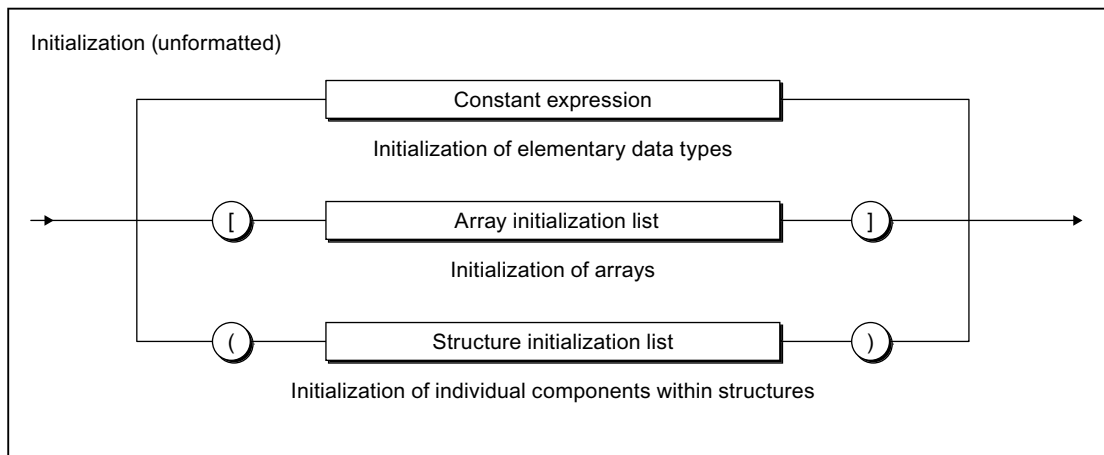 Initialization (unformatted)
Constant expression
Initialization of elementary data types
[ Array initialization list ]
Initialization of arrays
( Structure initialization list )
Initialization of individual components within structures